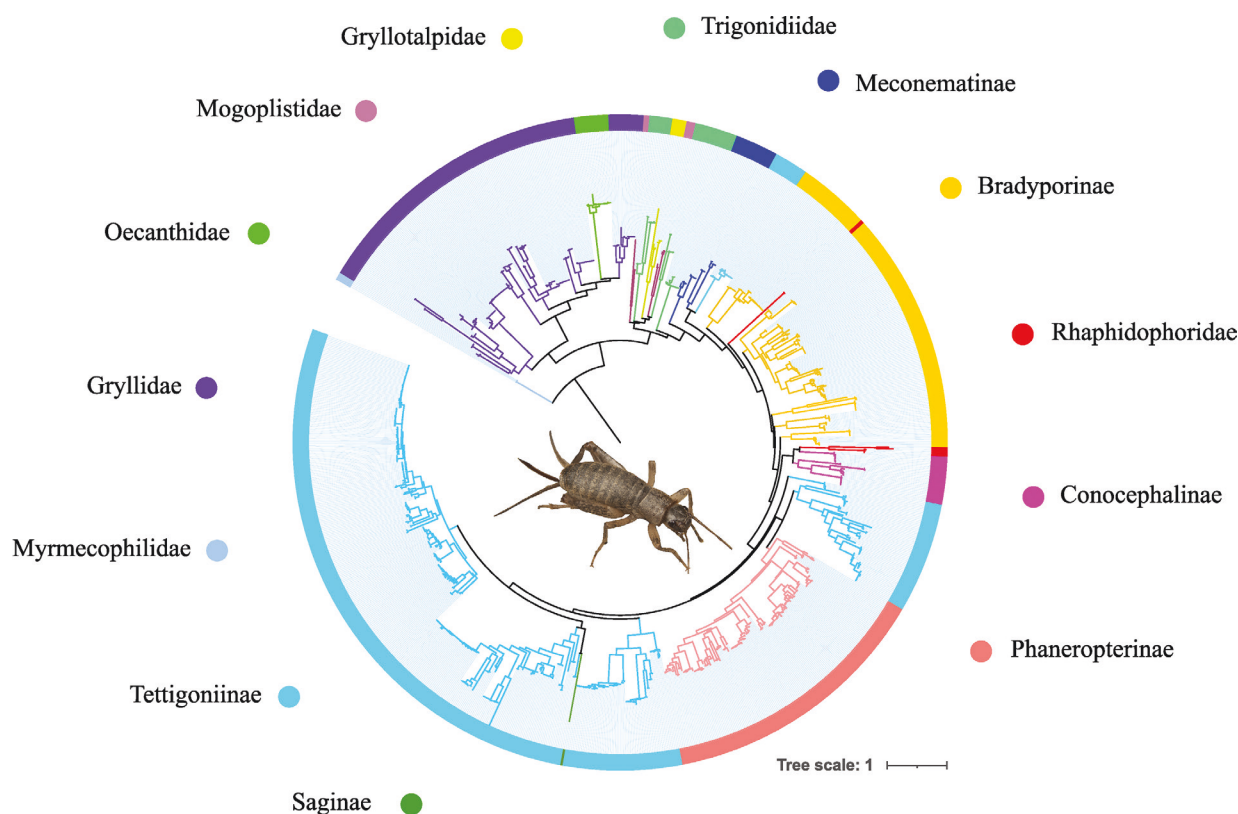 Gryllotalpidae
Trigonidiidae
Meconematinae
Mogoplistidae
Bradyporinae
Oecanthidae
Rhaphidophoridae
Gryllidae
Conocephalinae
Myrmecophilidae
Phaneropterinae
Tettigoniinae
Tree scale: 1
Saginae